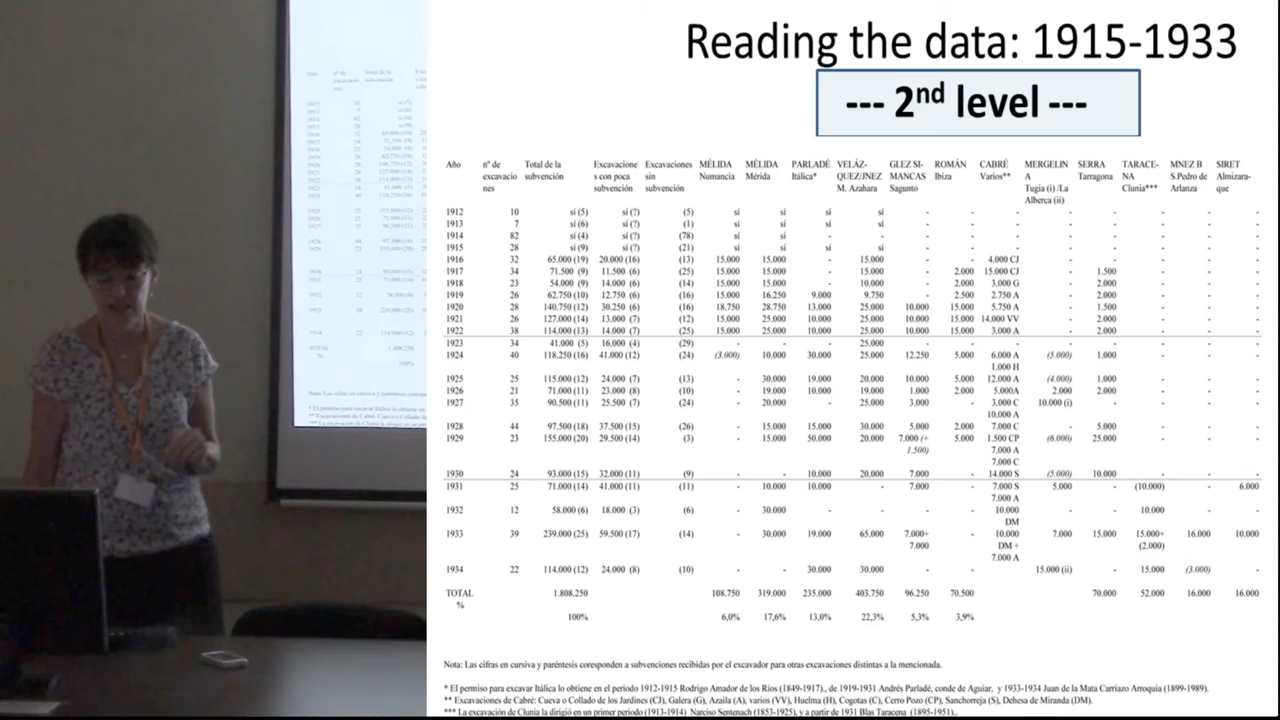 Reading the data: 1915-1933
--- 2nd level ---
Año nº de excavacio nes Total de la subvención Excavacione s con poca subvención Excavaciones sin subvención MÉLIDA Numancia MÉLIDA Mérida PARLADÉ Itálica* VELÁZ-QUEZ/JNEZ M. Azahara GLEZ SI-MANCAS Sagunto ROMÁN Ibiza CABRÉ Varios** MERGELIN A Tugia (i) /La Alberca (ii) SERRA Tarragona TARACE-NA Clunia*** MNEZ B S.Pedro de Arlanza SIRET Almizara-que
1912 10 sí (5) sí (?) (5) sí sí sí sí - - - - - - - -
1913 7 sí (6) sí (?) (1) sí sí sí sí - - - - - - - -
1914 82 sí (4) sí (?) (78) sí sí - - - - - - - - - -
1915 28 sí (9) sí(?) (21) sí sí sí sí - - - - - - - -
1916 32 65.000 (19) 20.000 (16) (13) 15.000 15.000 15.000 - - 4.000 CJ - - - - -
1917 34 71.500 (9) 11.500 (6) (25) 15.000 15.000 - 15.000 - 2.000 15.000 CJ - 1.500 - - -
1918 23 54.000 (9) 14.000 (6) (14) 15.000 15.000 - 10.000 - 2.000 3.000 G - 2.000 - - -
1919 26 62.750 (10) 12.750 (6) (16) 15.000 16.250 9.000 9.750 - 2.500 2.750 A - 2.000 - - -
1920 28 140.750 (12) 30.250 (6) (16) 18.750 28.750 13.000 25.000 10.000 15.000 5.750 A - 1.500 - - -
1921 26 127.000 (14) 13.000 (7) (12) 15.000 25.000 10.000 25.000 10.000 15.000 14.000 VV - 2.000 - - -
1922 38 114.000 (13) 14.000 (7) (25) 15.000 25.000 10.000 25.000 10.000 15.000 3.000 A - 2.000 - - -
1923 34 41.000 (5) 16.000 (4) (29) - - - 25.000 - - - - - - - -
1924 40 118.250 (16) 41.000 (12) (24) (3.000) 10.000 30.000 25.000 12.250 5.000 6.000 A (5.000) 1.000 - - -
1.000 H
1925 25 115.000 (12) 24.000 (7) (13) - 30.000 19.000 20.000 10.000 5.000 12.000 A (4.000) 1.000 - - -
1926 21 71.000 (11) 23.000 (8) (10) - 19.000 10.000 19.000 1.000 2.000 5.000A 2.000 2.000 - - -
1927 35 90.500 (11) 25.500 (7) (24) - 20.000 - 25.000 3.000 - 3.000 C 10.000 (i) - - - -
10.000 A
1928 44 97.500 (18) 37.500 (15) (26) - 15.000 15.000 30.000 5.000 2.000 7.000 C - 5.000 - - -
1929 23 155.000 (20) 29.500 (14) (3) - 15.000 50.000 20.000 7.000 (+ 5.000 1.500 CP (6.000) 25.000 - - -
1.500) 7.000 A
7.000 C
1930 24 93.000 (15) 32.000 (11) (9) - - 10.000 20.000 7.000 14.000 S (5.000) 10.000 - - -
1931 25 71.000 (14) 41.000 (11) (11) - 10.000 10.000 - 7.000 - 7.000 S 5.000 - (10.000) - 6.000
7.000 A
1932 12 58.000 (6) 18.000 (3) (6) - 30.000 - - - - 10.000 - - 10.000 - -
DM
1933 39 239.000 (25) 59.500 (17) (14) - 30.000 19.000 65.000 7.000+ - 10.000 7.000 15.000 15.000+ 16.000 10.000
7.000 DM + (2.000)
7.000 A
1934 22 114.000 (12) 24.000 (8) (10) - - 30.000 30.000 - - - 15.000 (ii) - 15.000 (3.000) -
TOTAL 1.808.250 108.750 319.000 235.000 403.750 96.250 70.500 70.000 52.000 16.000 16.000
%
100% 6,0% 17,6% 13,0% 22,3% 5,3% 3,9%
Nota: Las cifras en cursiva y paréntesis coresponden a subvenciones recibidas por el excavador para otras excavaciones distintas a la mencionada.
* El permiso para excavar Itálica lo obtiene en el periodo 1912-1915 Rodrigo Amador de los Rios (1849-1917)., de 1919-1931 Andrés Parladé, conde de Aguiar, y 1933-1934 Juan de la Mata Carriazo Arroquia (1899-1989).
** Excavaciones de Cabré: Cueva o Collado de los Jardines (CJ), Galera (G), Azaila (A), varios (VV), Huelma (H), Cogotas (C), Cerro Pozo (CP), Sanchorreja (S), Dehesa de Miranda (DM).
*** La excavación de Clunia la dirigió en un primer periodo (1913-1914) Narciso Sentenach (1853-1925), y a partir de 1931 Blas Taracena (1895-1951)..